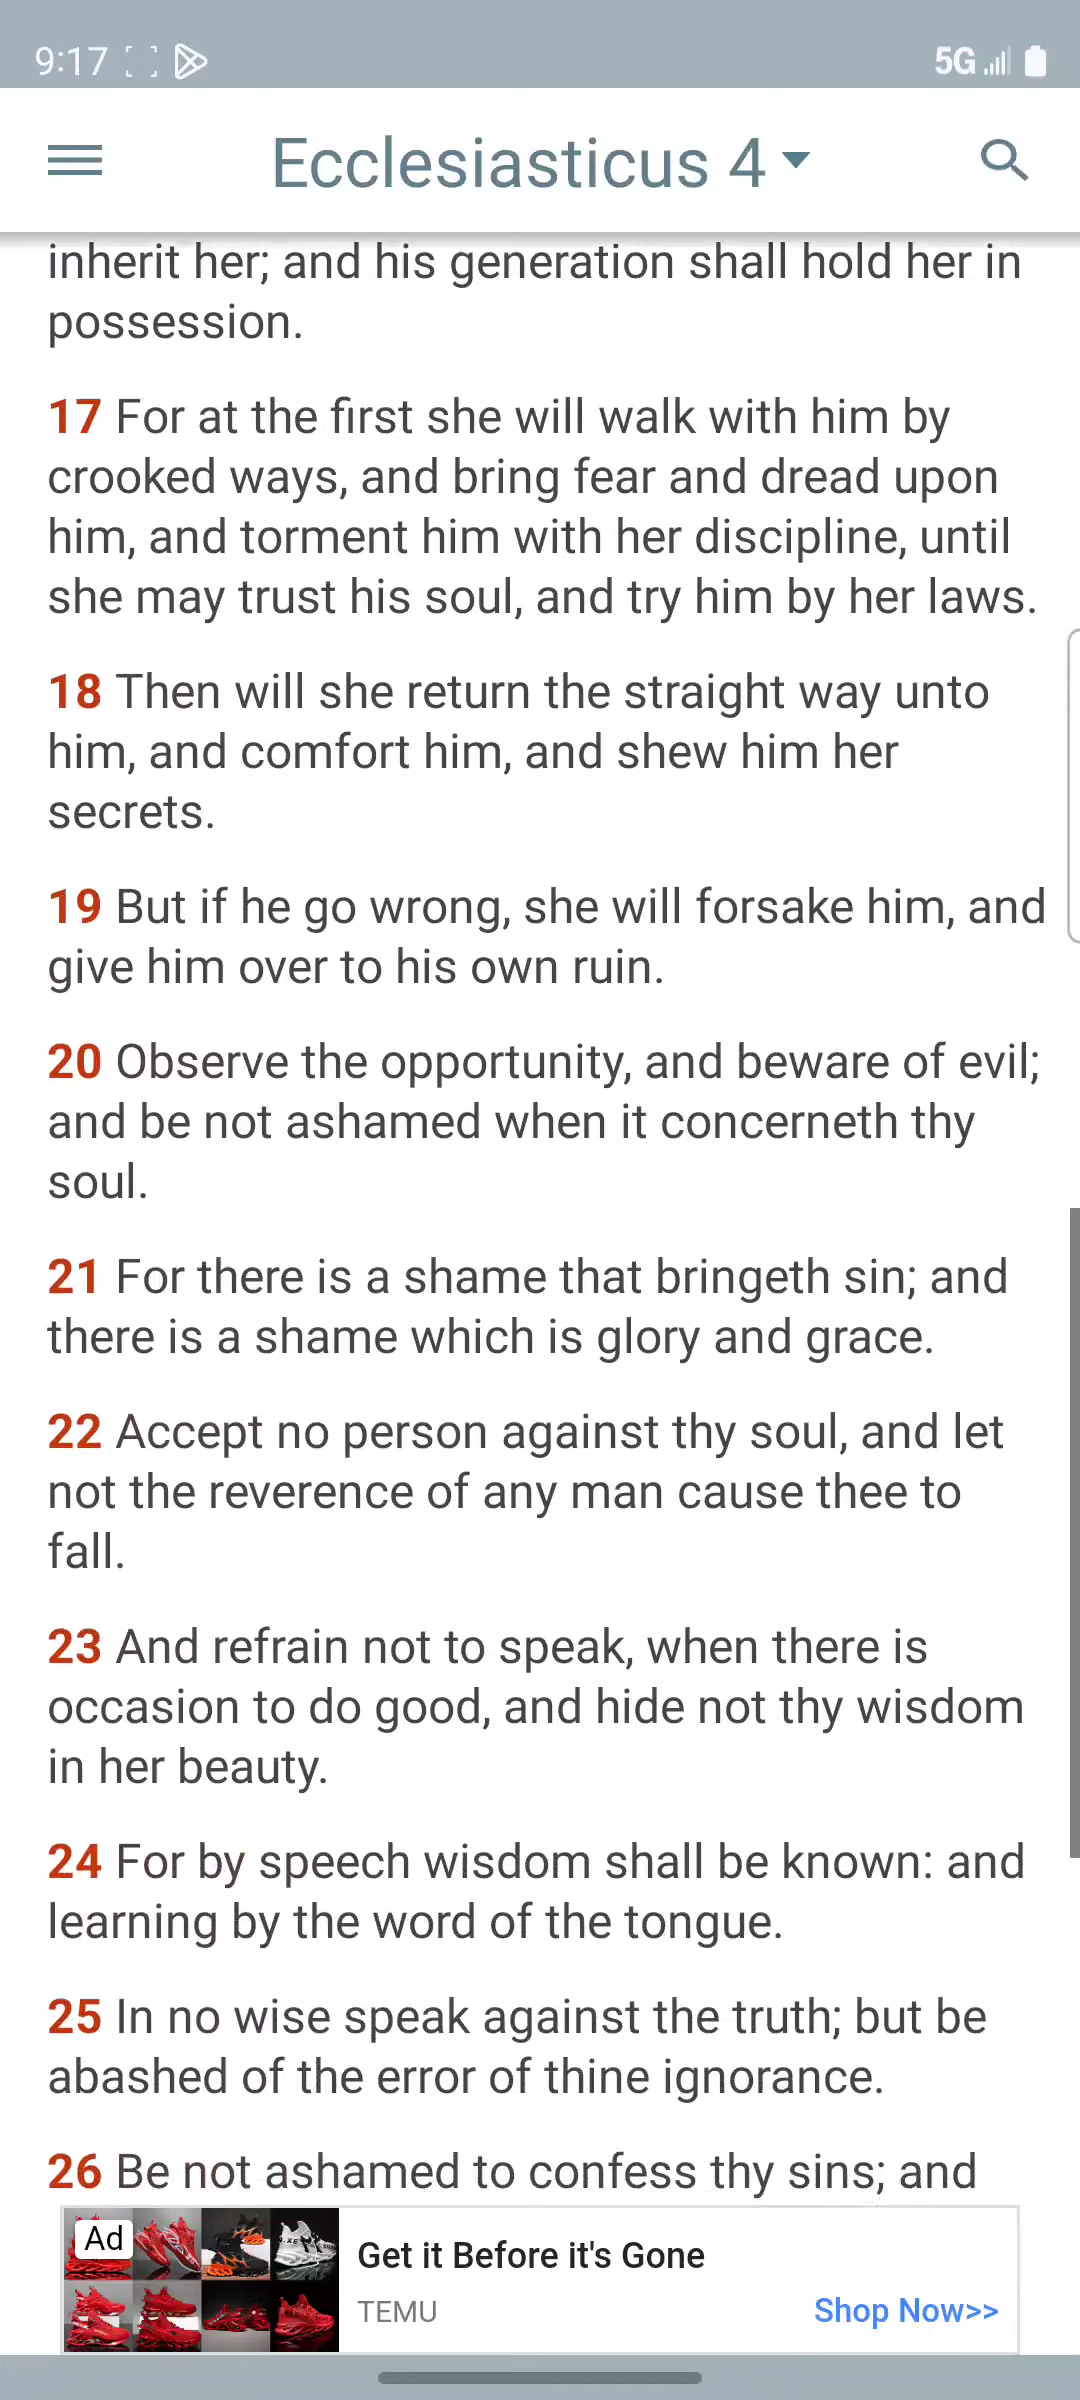 9:17
5G
Ecclesiasticus 4
inherit her; and his generation shall hold her in
possession.
17 For at the first she will walk with him by
crooked ways, and bring fear and dread upon
him, and torment him with her discipline, until
she may trust his soul, and try him by her laws.
18 Then will she return the straight way unto
him, and comfort him, and shew him her
secrets.
19 But if he go wrong, she will forsake him, and
give him over to his own ruin.
20 Observe the opportunity, and beware of evil;
and be not ashamed when it concerneth thy
soul.
21 For there is a shame that bringeth sin; and
there is a shame which is glory and grace.
22 Accept no person against thy soul, and let
not the reverence of any man cause thee to
fall.
23 And refrain not to speak, when there is
occasion to do good, and hide not thy wisdom
in her beauty.
24 For by speech wisdom shall be known: and
learning by the word of the tongue.
25 In no wise speak against the truth; but be
abashed of the error of thine ignorance.
26 Be not ashamed to confess thy sins; and
Ad
Get it Before it's Gone
TEMU
Shop Now>>